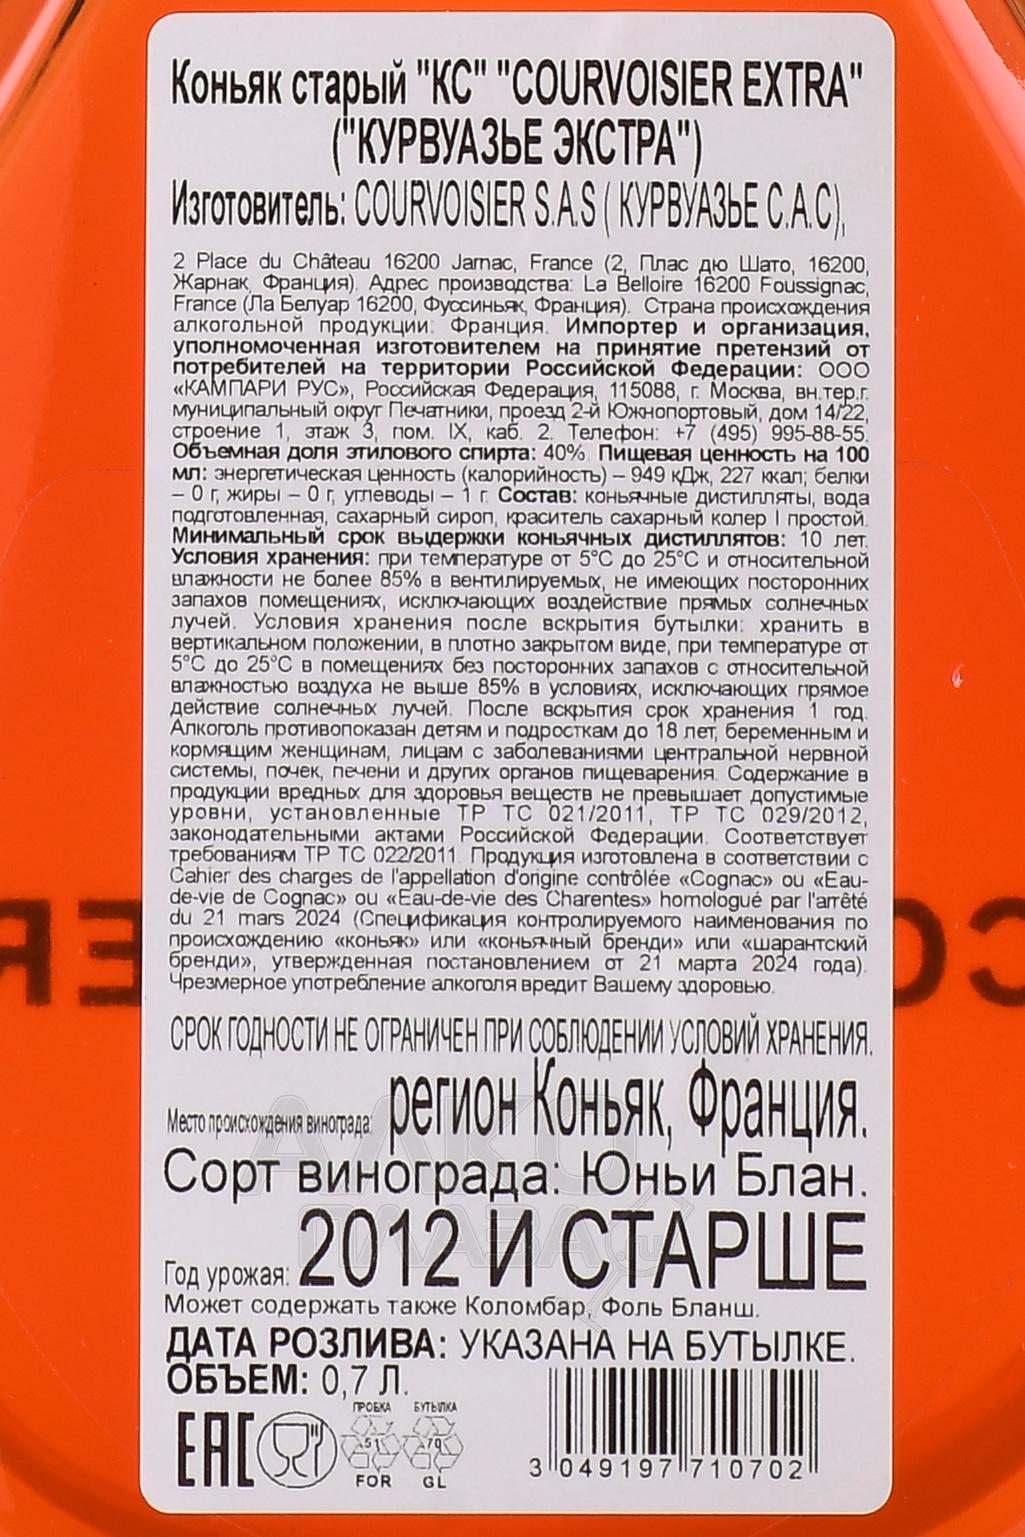 Коньяк старый "КС" "COURVOISIER EXTRA"
("КУРВУАЗЬЕ ЭКСТРА")
Изготовитель: COURVOISIER S.A.S ( КУРВУАЗЬЕ С.А.С),
2 Place du Château 16200 Jarnac, France (2, Плас дю Шато, 16200,
Жарнак, Франция). Адрес производства: La Belloire 16200 Foussignac,
France (Ла Белуар 16200, Фуссиньяк, Франция). Страна происхождения
алкогольной продукции: Франция. Импортер и организация,
уполномоченная изготовителем на принятие претензий от
потребителей на территории Российской Федерации: ООО
«КАМПАРИ РУС», Российская Федерация, 115088, г. Москва, вн.тер.г.
муниципальный округ Печатники, проезд 2-й Южнопортовый, дом 14/22,
строение 1, этаж 3, пом. IX, каб. 2. Телефон: +7 (495) 995-88-55.
Объемная доля этилового спирта: 40%. Пищевая ценность на 100
мл: энергетическая ценность (калорийность) – 949 кДж, 227 ккал; белки
– 0 г, жиры – 0 г, углеводы – 1 г. Состав: коньячные дистилляты, вода
подготовленная, сахарный сироп, краситель сахарный колер I простой.
Минимальный срок выдержки коньячных дистиллятов: 10 лет.
Условия хранения: при температуре от 5°С до 25°С и относительной
влажности не более 85% в вентилируемых, не имеющих посторонних
запахов помещениях, исключающих воздействие прямых солнечных
лучей. Условия хранения после вскрытия бутылки: хранить в
вертикальном положении, в плотно закрытом виде, при температуре от
5°С до 25°С в помещениях без посторонних запахов с относительной
влажностью воздуха не выше 85% в условиях, исключающих прямое
действие солнечных лучей. После вскрытия срок хранения 1 год.
Алкоголь противопоказан детям и подросткам до 18 лет, беременным и
кормящим женщинам, лицам с заболеваниями центральной нервной
системы, почек, печени и других органов пищеварения. Содержание в
продукции вредных для здоровья веществ не превышает допустимые
уровни, установленные ТР ТС 021/2011, ТР ТС 029/2012,
законодательными актами Российской Федерации. Соответствует
требованиям ТР ТС 022/2011. Продукция изготовлена в соответствии с
Cahier des charges de l'appellation d'origine contrôlée «Cognac» ou «Eau-
de-vie de Cognac» ou «Eau-de-vie des Charentes» homologué par l'arrêté
du 21 mars 2024 (Спецификация контролируемого наименования по
происхождению «коньяк» или «коньячный бренди» или «шарантский
бренди», утвержденная постановлением от 21 марта 2024 года).
Чрезмерное употребление алкоголя вредит Вашему здоровью.
СРОК ГОДНОСТИ НЕ ОГРАНИЧЕН ПРИ СОБЛЮДЕНИИ УСЛОВИЙ ХРАНЕНИЯ.
Место происхождения винограда: регион Коньяк, Франция.
Сорт винограда: Юньи Блан.
Год урожая: 2012 И СТАРШЕ
Может содержать также Коломбар, Фоль Бланш.
ДАТА РОЗЛИВА: УКАЗАНА НА БУТЫЛКЕ.
ОБЪЕМ: 0,7 Л.
EAC
ПРОБКА БУТЫЛКА
51 70
FOR GL
3 049197 710702